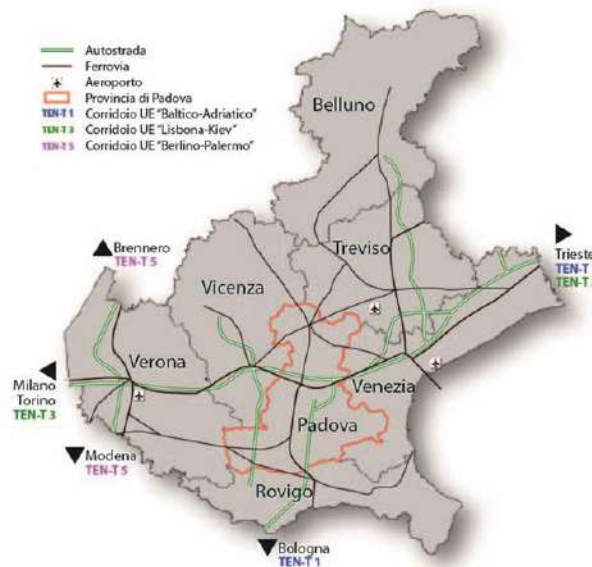 Autostrada
Ferrovia
Aeroporto
Provincia di Padova
TEN-T 1 Corridoio UE "Baltico-Adriatico"
TEN-T 3 Corridoio UE "Lisbona-Kiev"
TEN-T 5 Corridoio UE "Berlino-Palermo"
Belluno
Treviso
Trieste
TEN-T
TEN-T
Brennero
TEN-T 5
Vicenza
Verona
Venezia
Milano
Torino
TEN-T 3
Padova
Modena
TEN-T 5
Rovigo
Bologna
TEN-T 1